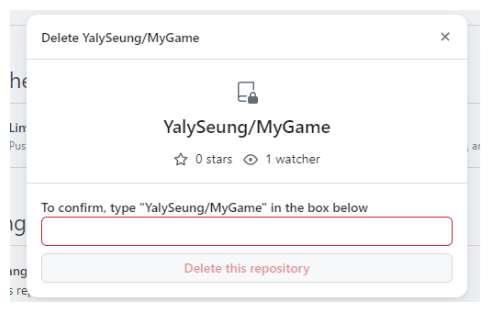 Delete YalySeung/MyGame
YalySeung/MyGame
0 stars 1 watcher
To confirm, type "YalySeung/MyGame" in the box below
Delete this repository